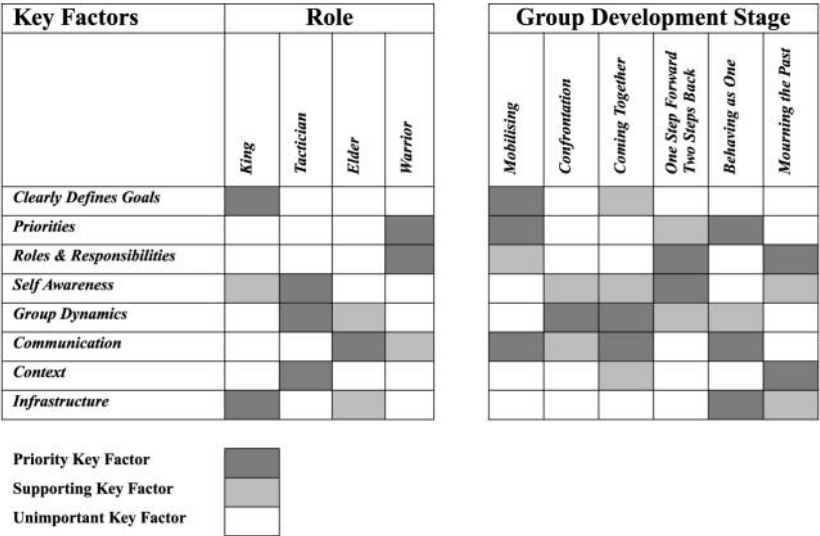 Key Factors Role Group Development Stage
King
Tactician
Elder
Warrior
Mobilising
Confrontation
Coming Together
One Step Forward
Two Steps Back
Behaving as One
Mourning the Past
Clearly Defines Goals
Priorities
Roles & Responsibilities
Self Awareness
Group Dynamics
Communication
Context
Infrastructure
Priority Key Factor
Supporting Key Factor
Unimportant Key Factor